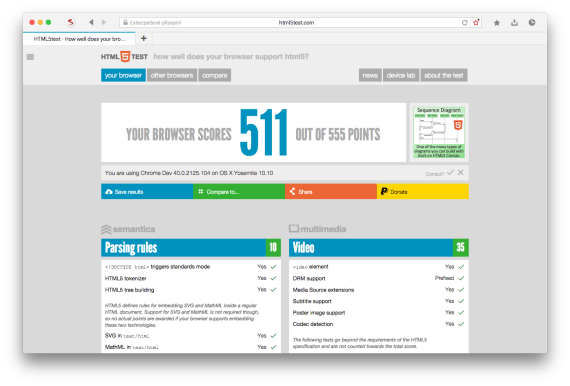 Zabezpečené připojení
html5test.com
HTML5test - How well does your bro...
HTML 5 TEST how well does your browser support html5?
your browser other browsers compare news device lab about the test
YOUR BROWSER SCORES 511 OUT OF 555 POINTS
Sequence Diagram
One of the many types of
diagrams you can build with
GoJS on HTML5 Canvas.
You are using Chrome Dev 40.0.2125.104 on OS X Yosemite 10.10 Correct?
Save results Compare to... Share Donate
semantics
Parsing rules 10
<!DOCTYPE html> triggers standards mode Yes
HTML5 tokenizer Yes
HTML5 tree building Yes
HTML5 defines rules for embedding SVG and MathML inside a regular
HTML document. Support for SVG and MathML is not required though,
so no actual points are awarded if your browser supports embedding
these two technologies.
SVG in text/html Yes
MathML in text/html Yes
multimedia
Video 35
video element Yes
DRM support Prefixed
Media Source extensions Yes
Subtitle support Yes
Poster image support Yes
Codec detection Yes
The following tests go beyond the requirements of the HTML5
specification and are not counted towards the total score.